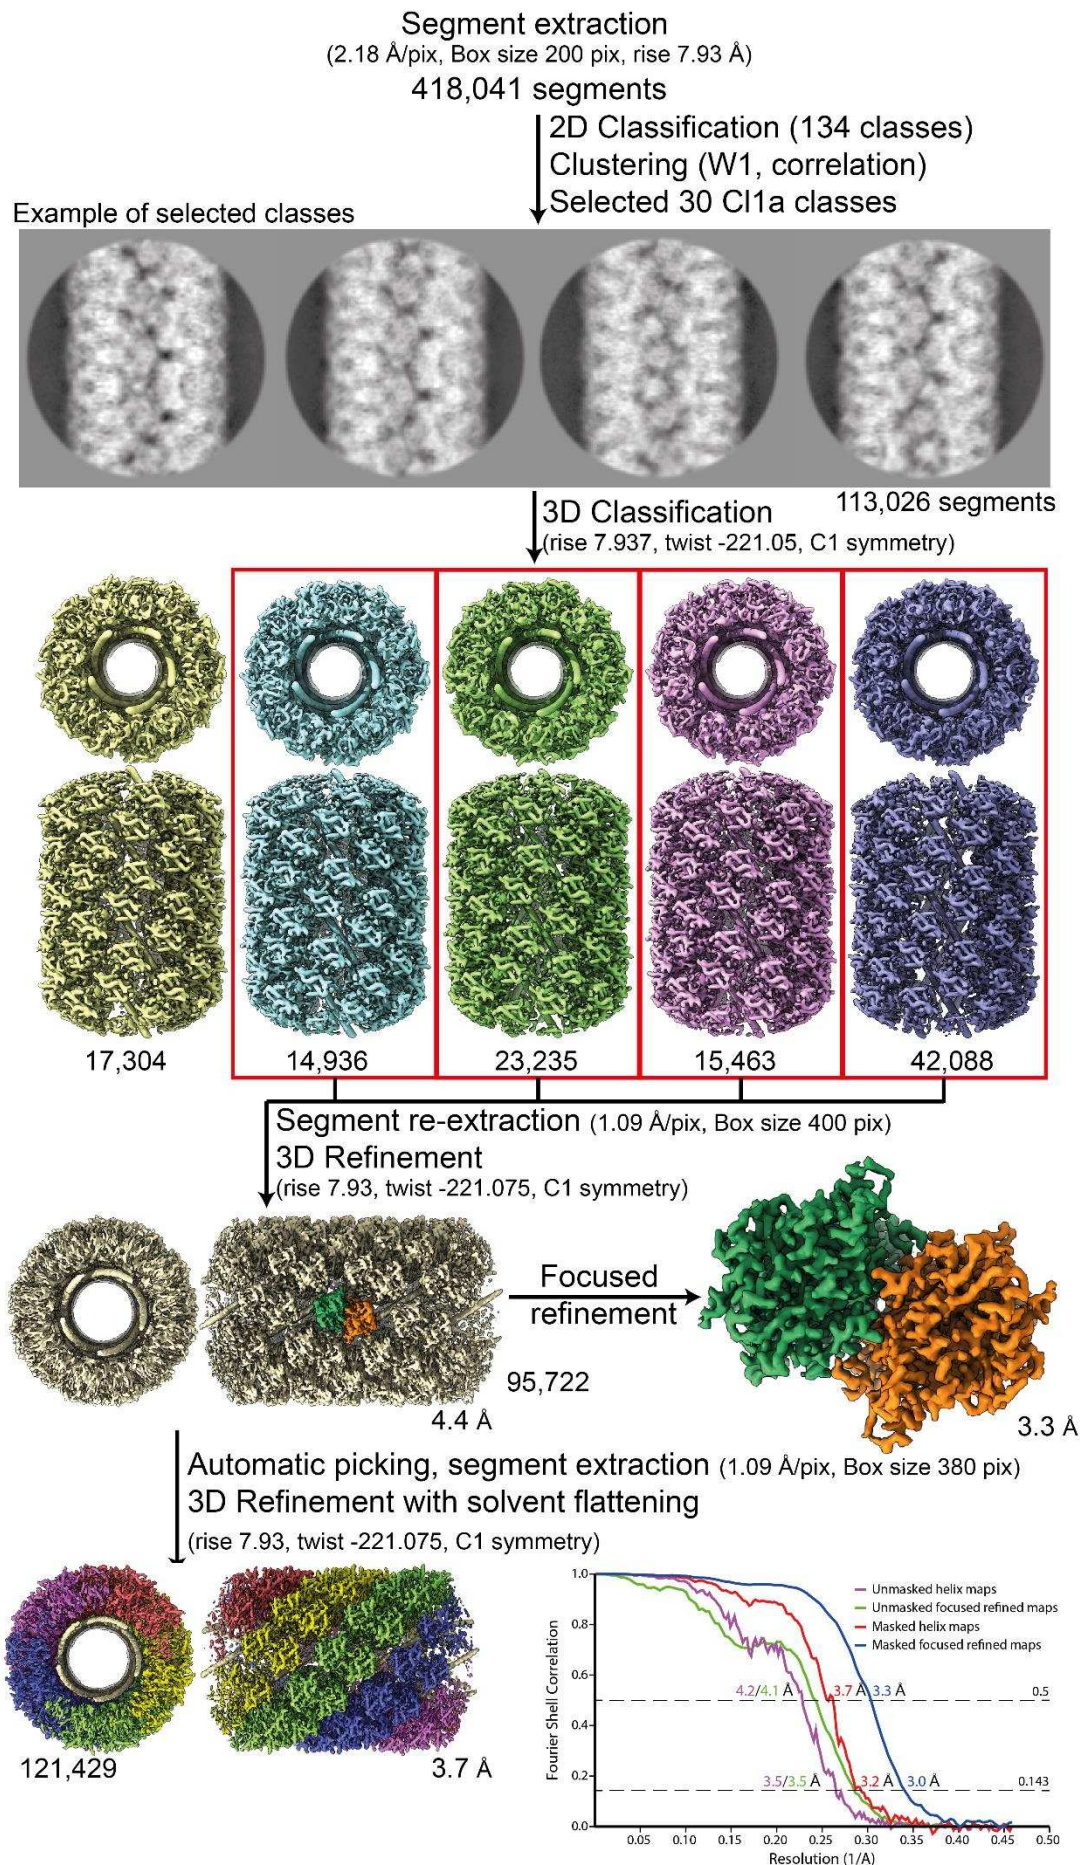 Segment extraction
(2.18 Å/pix, Box size 200 pix, rise 7.93 Å)
418,041 segments
2D Classification (134 classes)
Clustering (W1, correlation)
Selected 30 Cl1a classes
Example of selected classes
113,026 segments
3D Classification
(rise 7.937, twist -221.05, C1 symmetry)
17,304
14,936
23,235
15,463
42,088
Segment re-extraction (1.09 Å/pix, Box size 400 pix)
3D Refinement
(rise 7.93, twist -221.075, C1 symmetry)
Focused
refinement
95,722
4.4 Å
3.3 Å
Automatic picking, segment extraction (1.09 Å/pix, Box size 380 pix)
3D Refinement with solvent flattening
(rise 7.93, twist -221.075, C1 symmetry)
121,429
3.7 Å
Fourier Shell Correlation
1.0
0.8
0.6
0.4
0.2
0.0
Unmasked helix maps
Unmasked focused refined maps
Masked helix maps
Masked focused refined maps
4.2/4.1 Å
3.7 Å
3.3 Å
0.5
3.5/3.5 Å
3.2 Å
3.0 Å
0.143
0.05 0.10 0.15 0.20 0.25 0.30 0.35 0.40 0.45 0.50
Resolution (1/A)